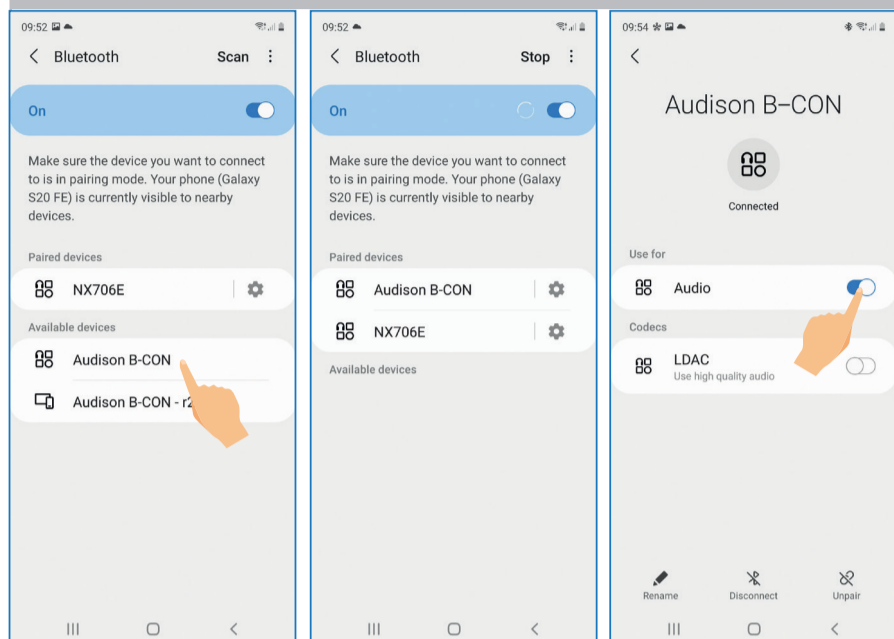 09:52
Bluetooth
Scan
On
Make sure the device you want to connect
to is in pairing mode. Your phone (Galaxy
S20 FE) is currently visible to nearby
devices.
Paired devices
NX706E
Available devices
Audison B-CON
Audison B-CON - r2
09:52
Bluetooth
Stop
On
Make sure the device you want to connect
to is in pairing mode. Your phone (Galaxy
S20 FE) is currently visible to nearby
devices.
Paired devices
Audison B-CON
NX706E
Available devices
09:54
Audison B–CON
Connected
Use for
Audio
Codecs
LDAC
Use high quality audio
Rename
Disconnect
Unpair